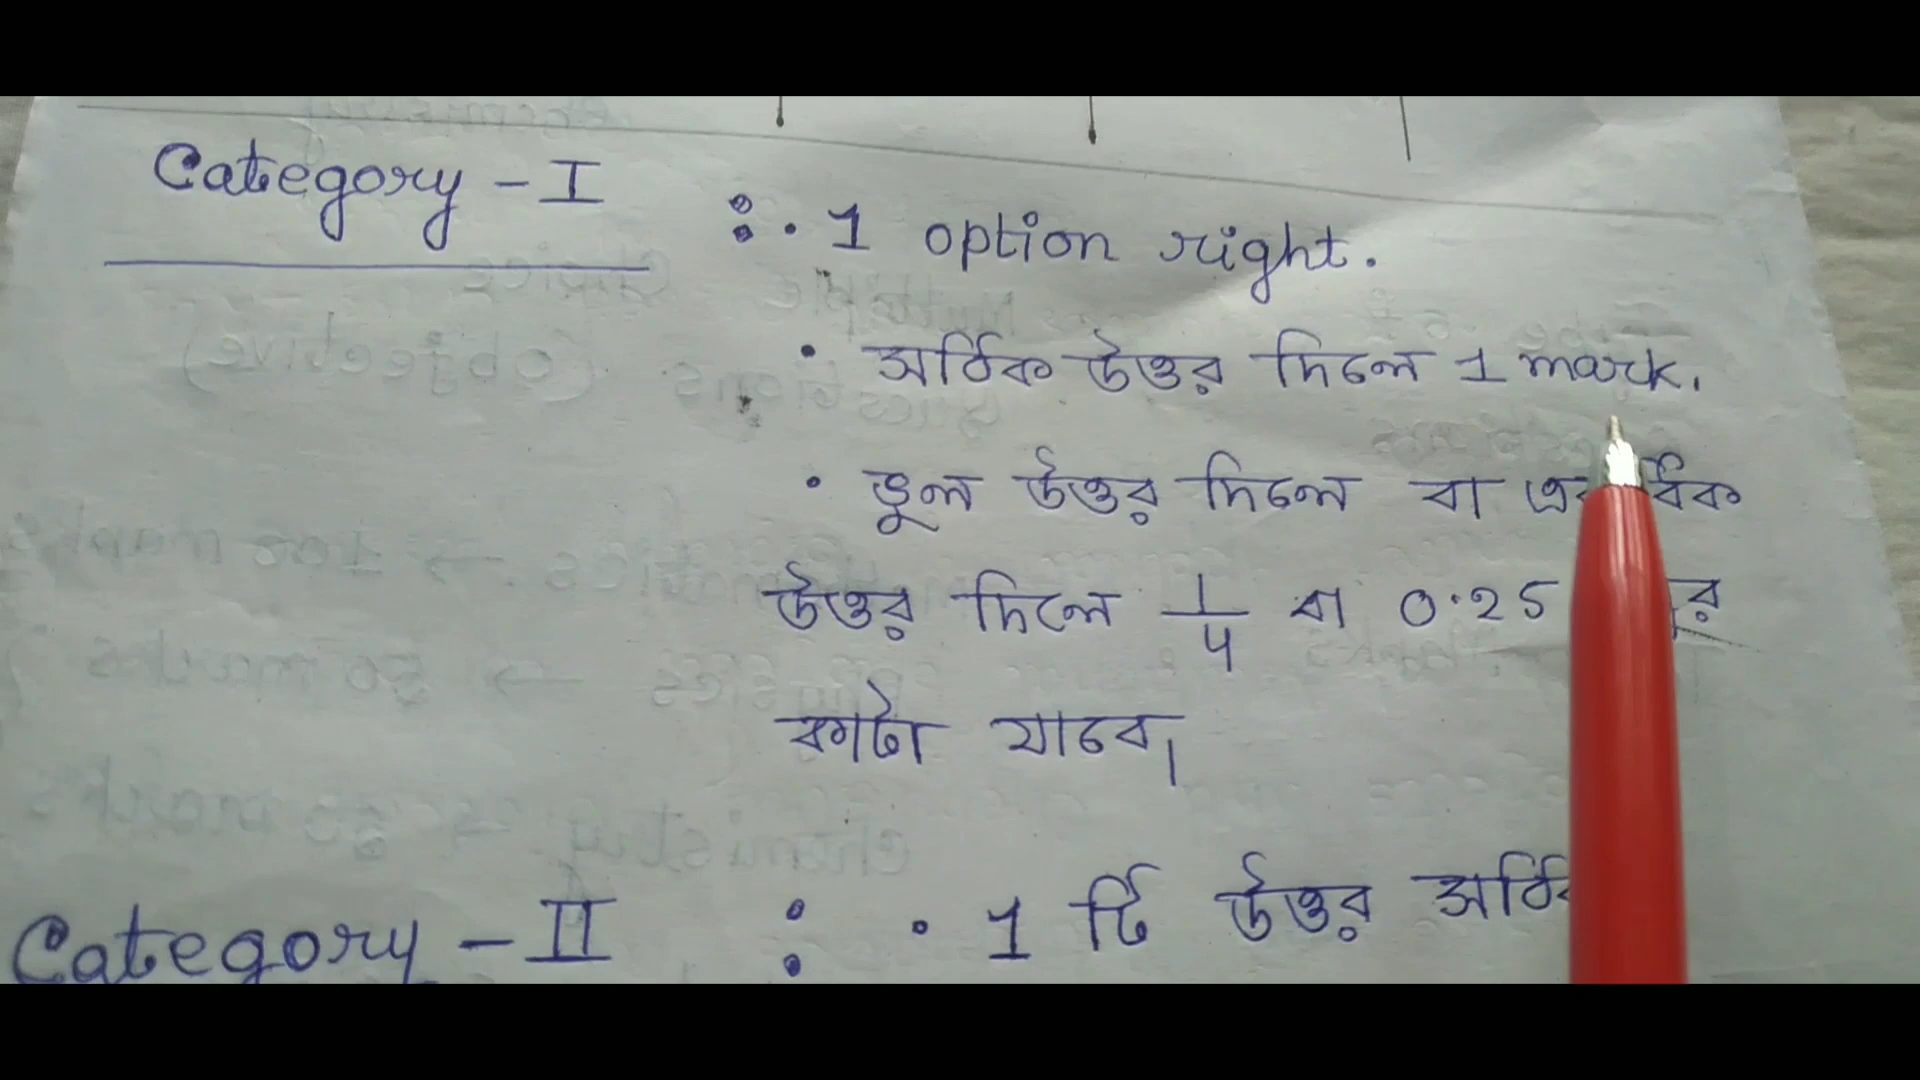 Category - I : · 1 option right.
· সঠিক উত্তর দিলে 1 mark.
· ভুল উত্তর দিলে বা
উত্তর দিলে 1/4 বা 0.25
কাটা যাবে।
Category - II : · 1 টি উত্তর